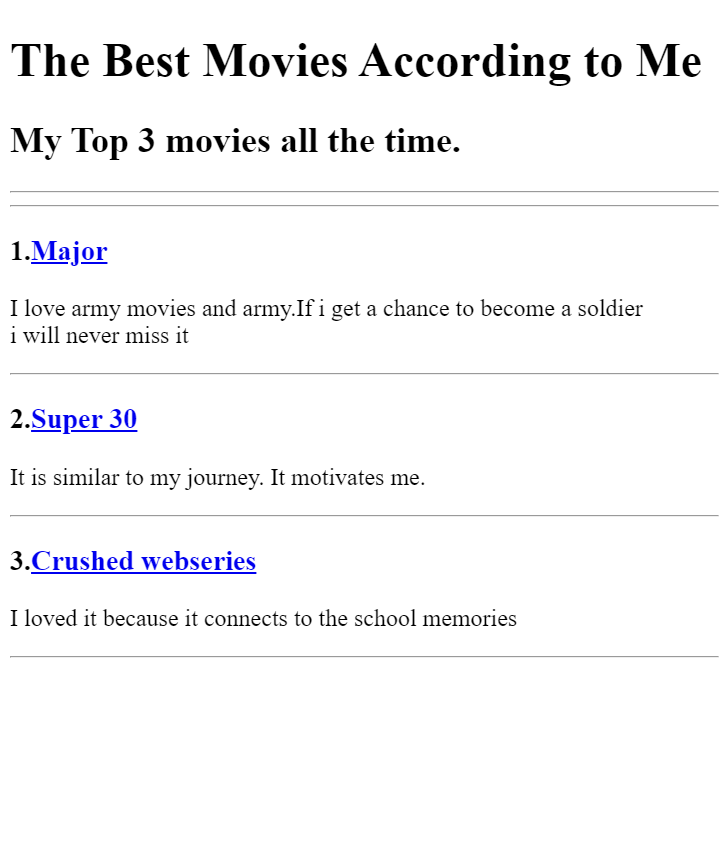 The Best Movies According to Me
My Top 3 movies all the time.
1.Major
I love army movies and army.If i get a chance to become a soldier
i will never miss it
2.Super 30
It is similar to my journey. It motivates me.
3.Crushed webseries
I loved it because it connects to the school memories